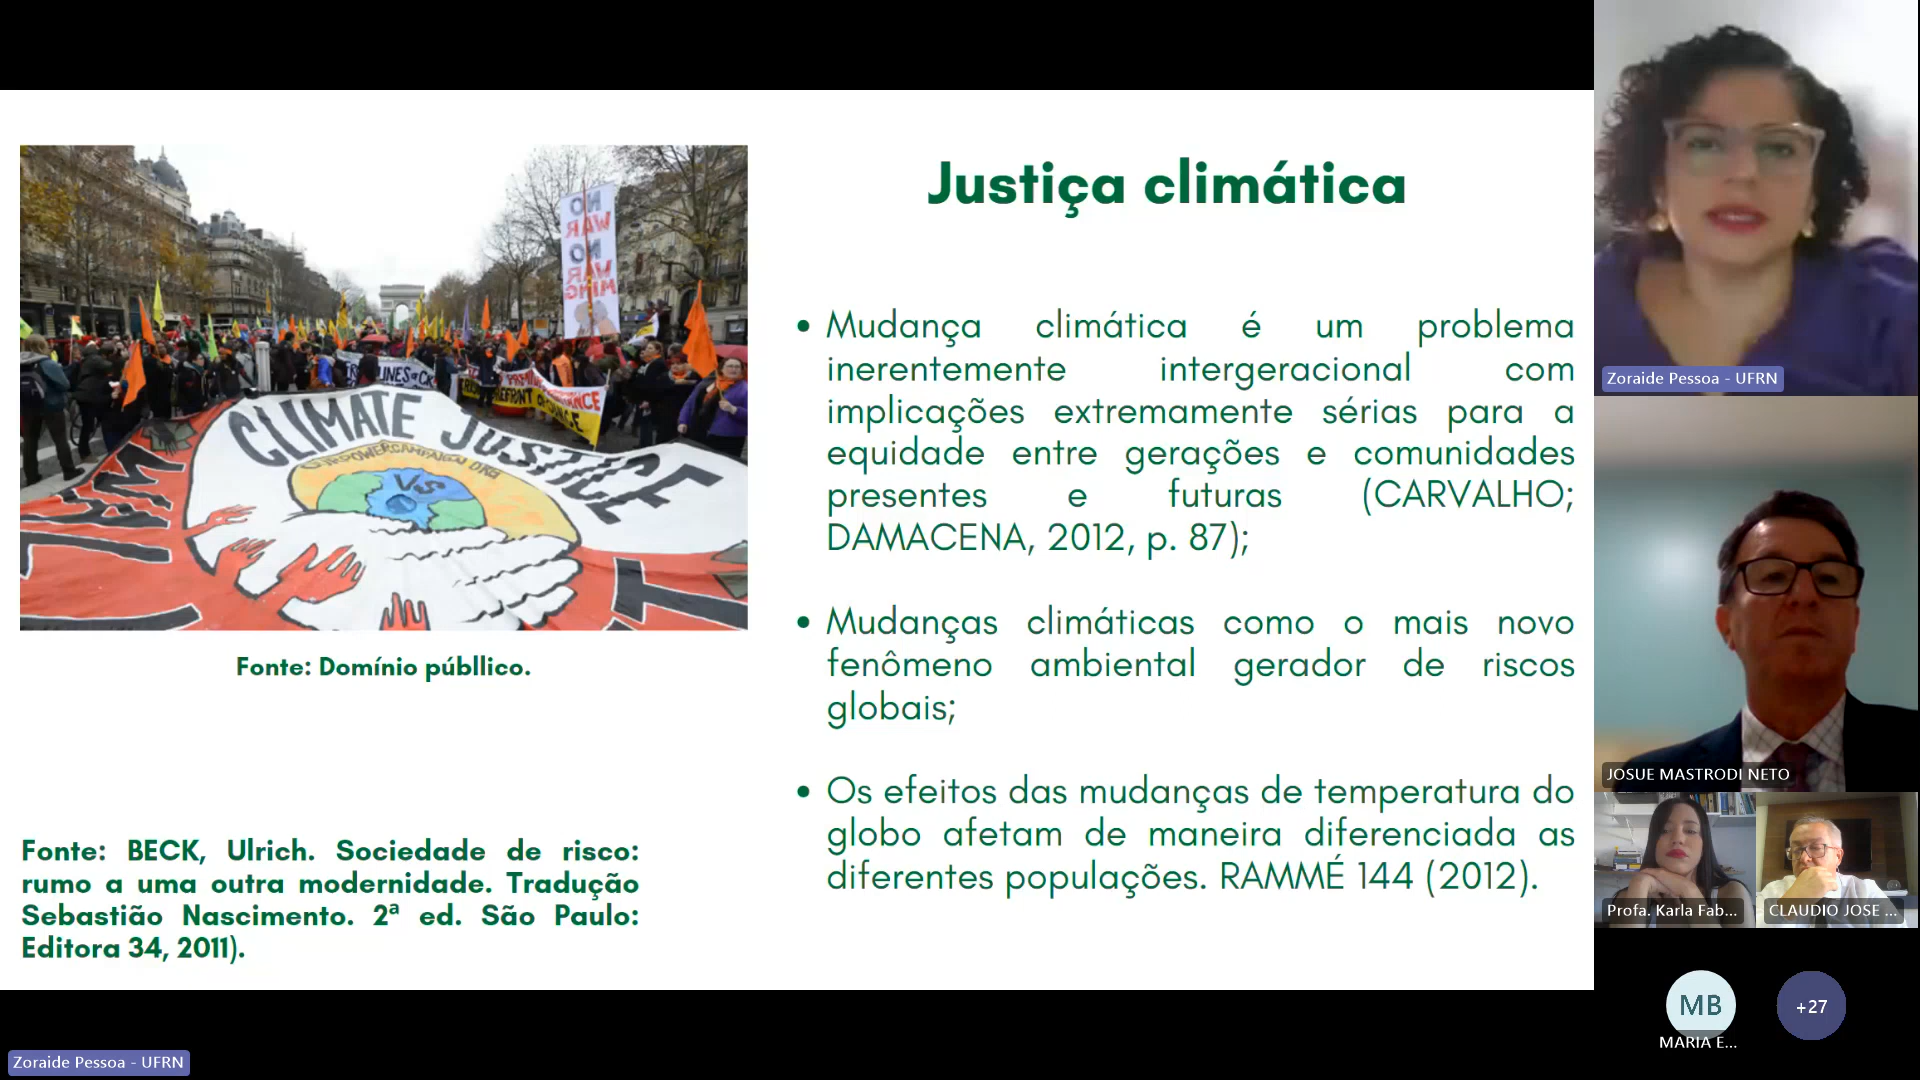 Justiça climática
NO
WAR
NO
WAR
MING
CLIMATE JUSTICE
VS
Fonte: Domínio públlico.
Fonte: BECK, Ulrich. Sociedade de risco:
rumo a uma outra modernidade. Tradução
Sebastião Nascimento. 2ª ed. São Paulo:
Editora 34, 2011).
• Mudança climática é um problema
inerentemente intergeracional com
implicações extremamente sérias para a
equidade entre gerações e comunidades
presentes e futuras (CARVALHO;
DAMACENA, 2012, p. 87);
• Mudanças climáticas como o mais novo
fenômeno ambiental gerador de riscos
globais;
• Os efeitos das mudanças de temperatura do
globo afetam de maneira diferenciada as
diferentes populações. RAMMÉ 144 (2012).
Zoraide Pessoa - UFRN
JOSUE MASTRODI NETO
Profa. Karla Fab...
CLAUDIO JOSE ...
MB
MARIA E...
+27
Zoraide Pessoa - UFRN